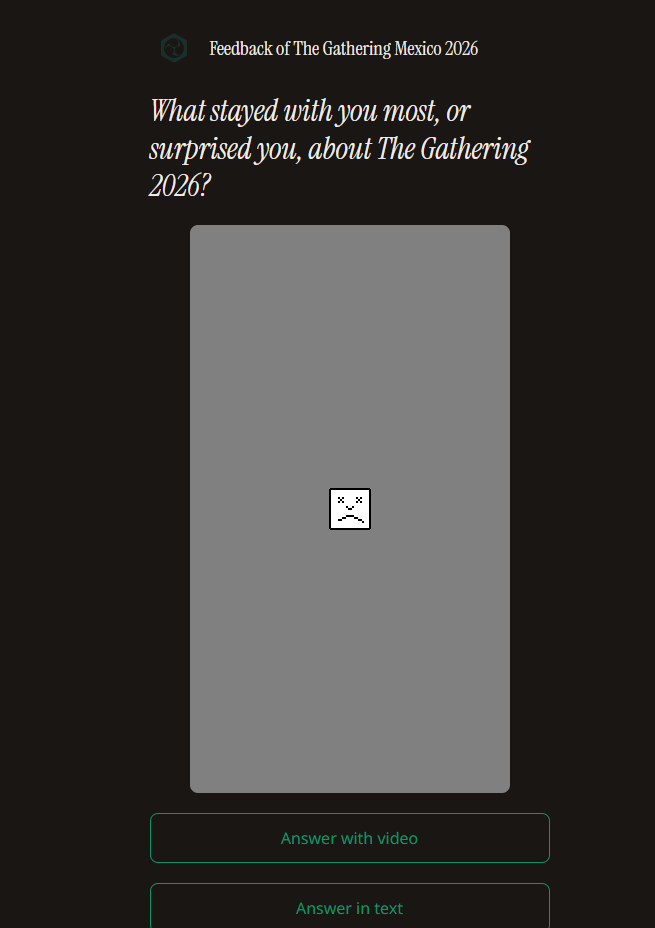 Feedback of The Gathering Mexico 2026
What stayed with you most, or
surprised you, about The Gathering
2026?
Answer with video
Answer in text